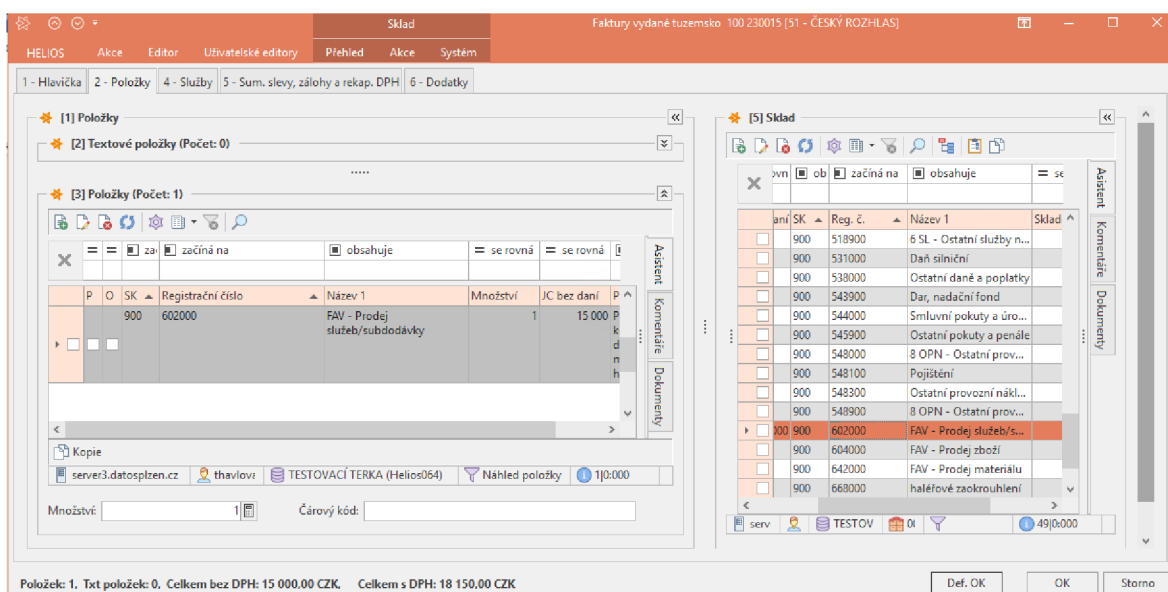 Sklad
Faktury vydané tuzemsko 100 230015 [51 - ČESKÝ ROZHLAS]
HELIOS Akce Editor Uživatelské editory Přehled Akce Systém
1 - Hlavička 2 - Položky 4 - Služby 5 - Sum. slevy, zálohy a rekap. DPH 6 - Dodatky
[1] Položky
[2] Textové položky (Počet: 0)
[3] Položky (Počet: 1)
= = začíná na obsahuje = se rovná = se rovná
P O SK Registrační číslo Název 1 Množství JC bez daní P
900 602000 FAV - Prodej 1 15 000
služeb/subdodávky
Asistent
Komentáře
Dokumenty
Kopie
server3.datosplzen.cz thavlova TESTOVACÍ TERKA (Helios064) Náhled položky 1|0:000
Množství: 1 Čárový kód:
[5] Sklad
ovn ob začíná na obsahuje = se
aní SK Reg. č. Název 1 Sklad
900 518900 6 SL - Ostatní služby n...
900 531000 Daň silniční
900 538000 Ostatní daně a poplatky
900 543900 Dar, nadační fond
900 544000 Smluvní pokuty a úro...
900 545900 Ostatní pokuty a penále
900 548000 8 OPN - Ostatní prov...
900 548100 Pojištění
900 548300 Ostatní provozní nákl...
900 548900 8 OPN - Ostatní prov...
000 900 602000 FAV - Prodej služeb/s...
900 604000 FAV - Prodej zboží
900 642000 FAV - Prodej materiálu
900 668000 haléřové zaokrouhlení
Asistent
Komentáře
Dokumenty
serv TESTOV 49|0:000
Položek: 1, Txt položek: 0, Celkem bez DPH: 15 000,00 CZK, Celkem s DPH: 18 150,00 CZK
Def. OK OK Storno